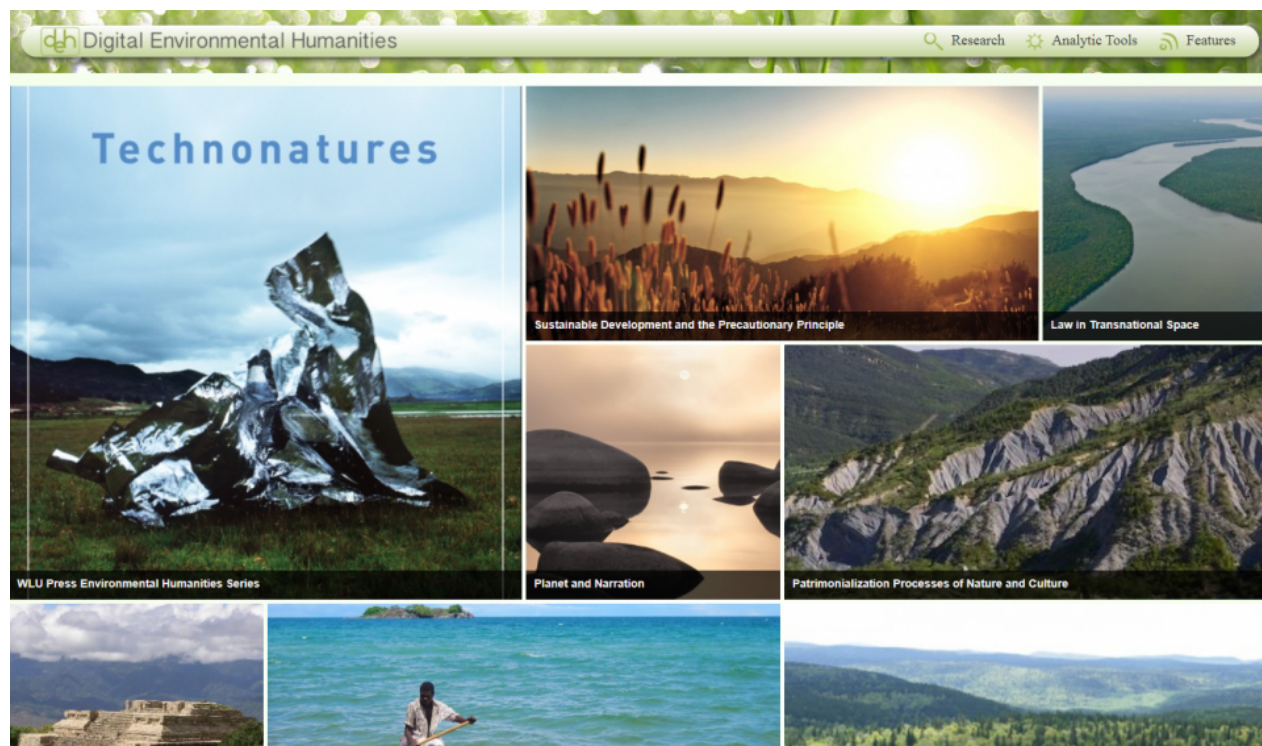 deh Digital Environmental Humanities
Research Analytic Tools Features
Technonatures
Sustainable Development and the Precautionary Principle
Law in Transnational Space
WLU Press Environmental Humanities Series
Planet and Narration
Patrimonialization Processes of Nature and Culture